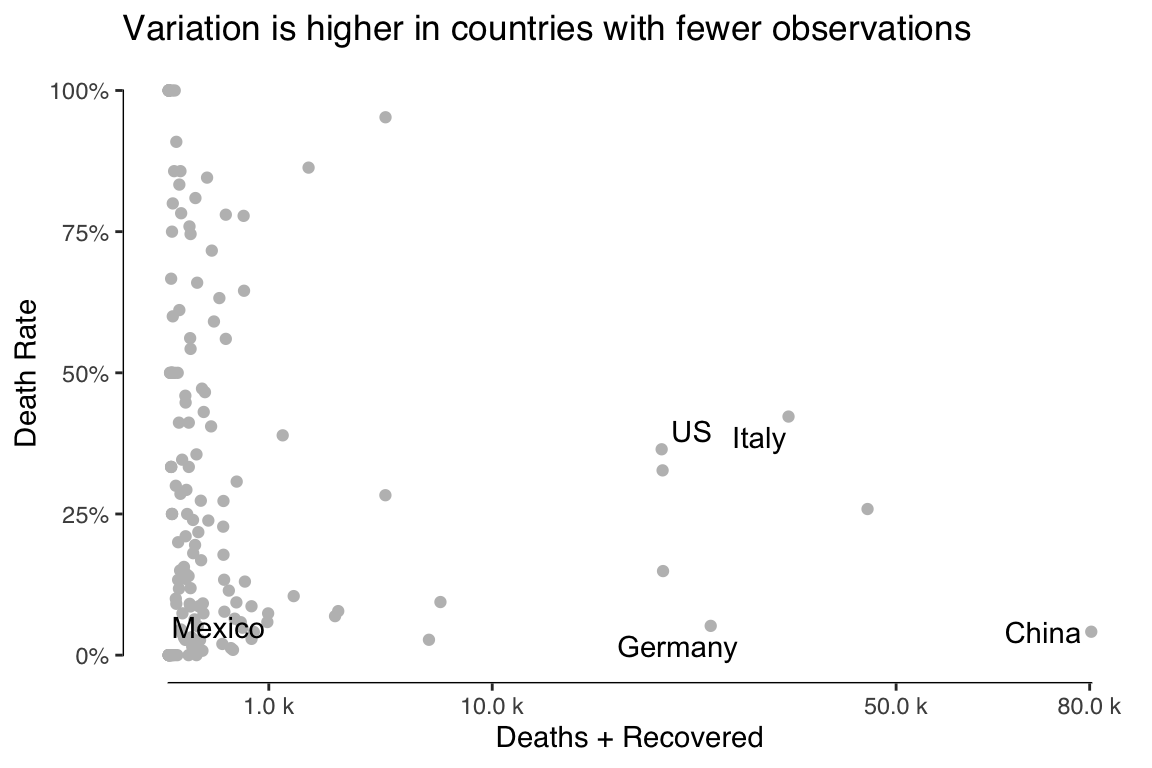 Variation is higher in countries with fewer observations
100%
75%
50%
25%
0%
Death Rate
US
Italy
Mexico
Germany
China
1.0 k
10.0 k
50.0 k
80.0 k
Deaths + Recovered